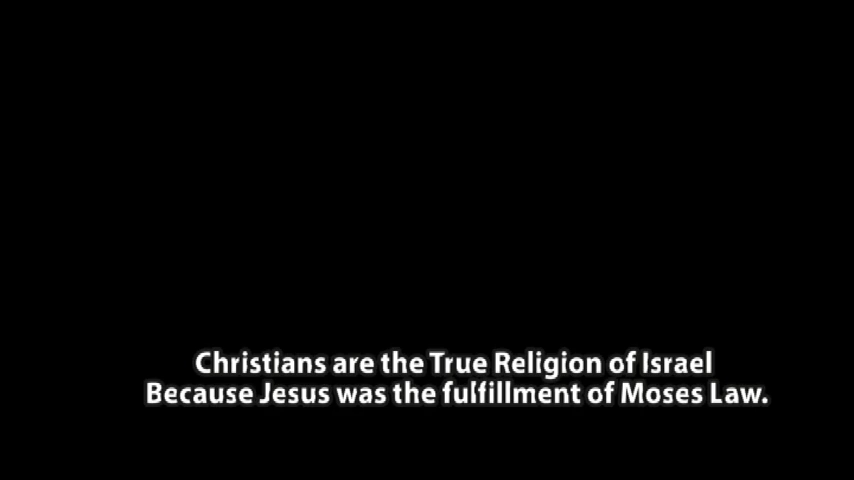 Christians are the True Religion of Israel
Because Jesus was the fulfillment of Moses Law.